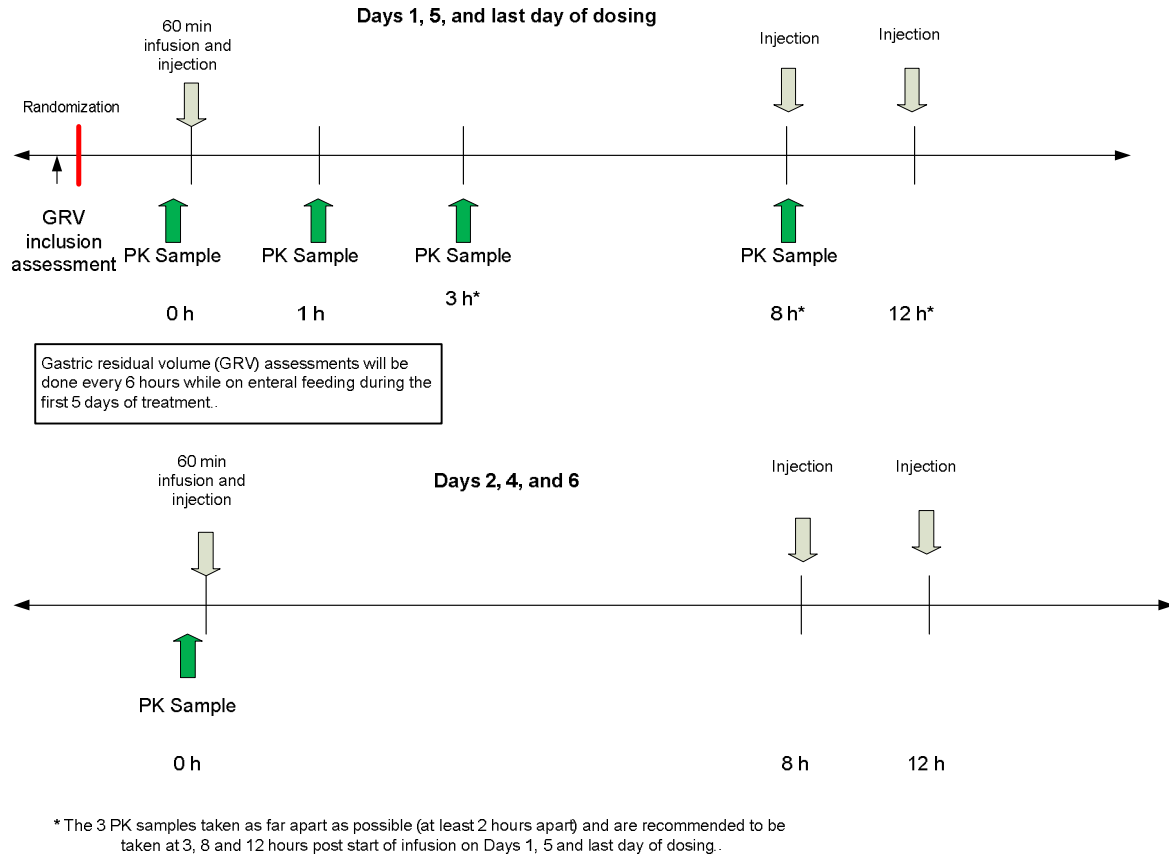 Days 1, 5, and last day of dosing
60 min
infusion and
injection
Injection
Injection
Randomization
GRV
inclusion
assessment
PK Sample
PK Sample
PK Sample
PK Sample
0 h
1 h
3 h*
8 h*
12 h*
Gastric residual volume (GRV) assessments will be
done every 6 hours while on enteral feeding during the
first 5 days of treatment..
60 min
infusion and
injection
Days 2, 4, and 6
Injection
Injection
PK Sample
0 h
8 h
12 h
* The 3 PK samples taken as far apart as possible (at least 2 hours apart) and are recommended to be
taken at 3, 8 and 12 hours post start of infusion on Days 1, 5 and last day of dosing..